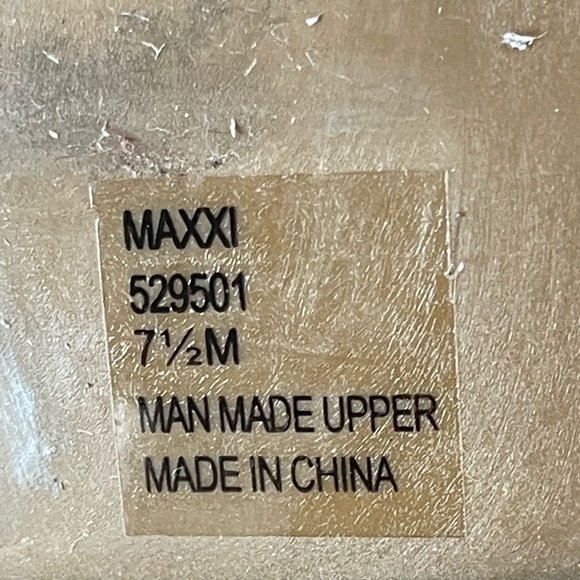 MAXXI
529501
7½M
MAN MADE UPPER
MADE IN CHINA